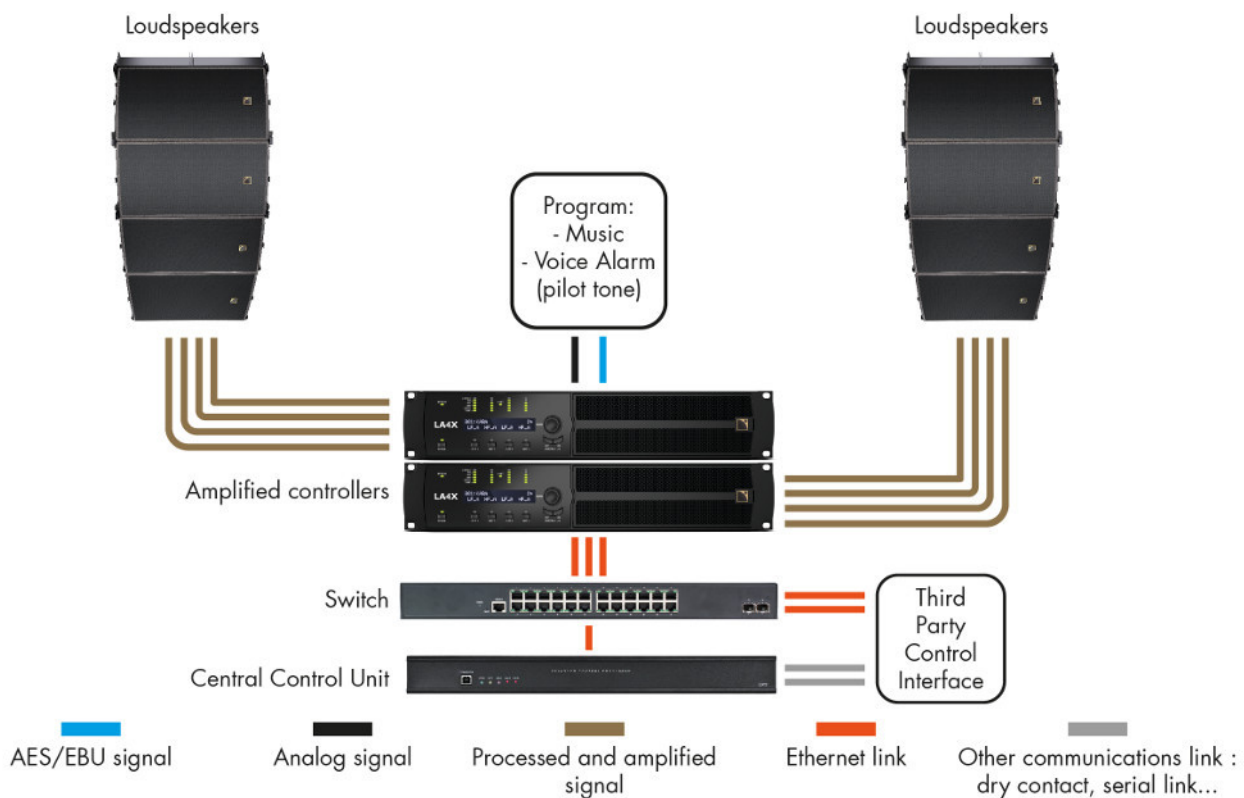 Loudspeakers
Loudspeakers
Program:
- Music
- Voice Alarm
(pilot tone)
LA4X
Amplified controllers
LA4X
Switch
Third
Party
Control
Interface
Central Control Unit
AES/EBU signal
Analog signal
Processed and amplified
signal
Ethernet link
Other communications link :
dry contact, serial link...